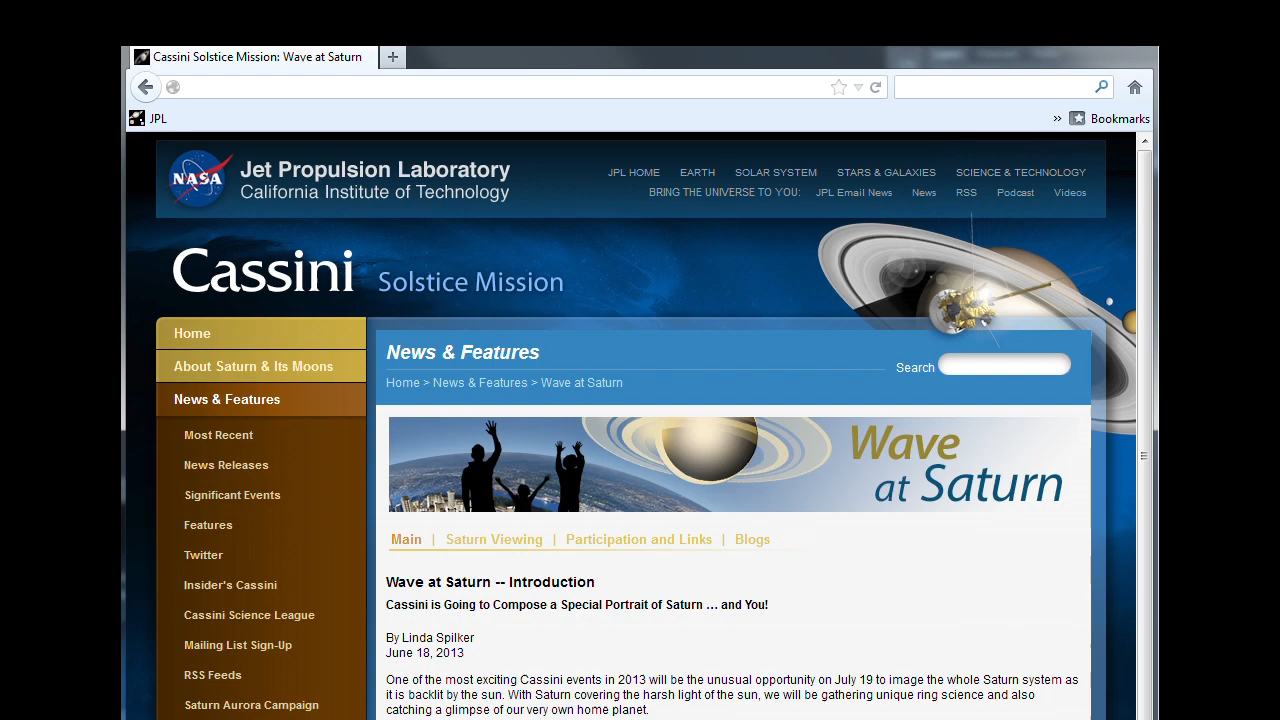 Cassini Solstice Mission: Wave at Saturn
JPL
» Bookmarks
NASA
Jet Propulsion Laboratory
California Institute of Technology
JPL HOME EARTH SOLAR SYSTEM STARS & GALAXIES SCIENCE & TECHNOLOGY
BRING THE UNIVERSE TO YOU: JPL Email News News RSS Podcast Videos
Cassini Solstice Mission
Home
About Saturn & Its Moons
News & Features
Most Recent
News Releases
Significant Events
Features
Twitter
Insider's Cassini
Cassini Science League
Mailing List Sign-Up
RSS Feeds
Saturn Aurora Campaign
News & Features
Search
Home > News & Features > Wave at Saturn
Wave
at Saturn
Main | Saturn Viewing | Participation and Links | Blogs
Wave at Saturn -- Introduction
Cassini is Going to Compose a Special Portrait of Saturn … and You!
By Linda Spilker
June 18, 2013
One of the most exciting Cassini events in 2013 will be the unusual opportunity on July 19 to image the whole Saturn system as
it is backlit by the sun. With Saturn covering the harsh light of the sun, we will be gathering unique ring science and also
catching a glimpse of our very own home planet.